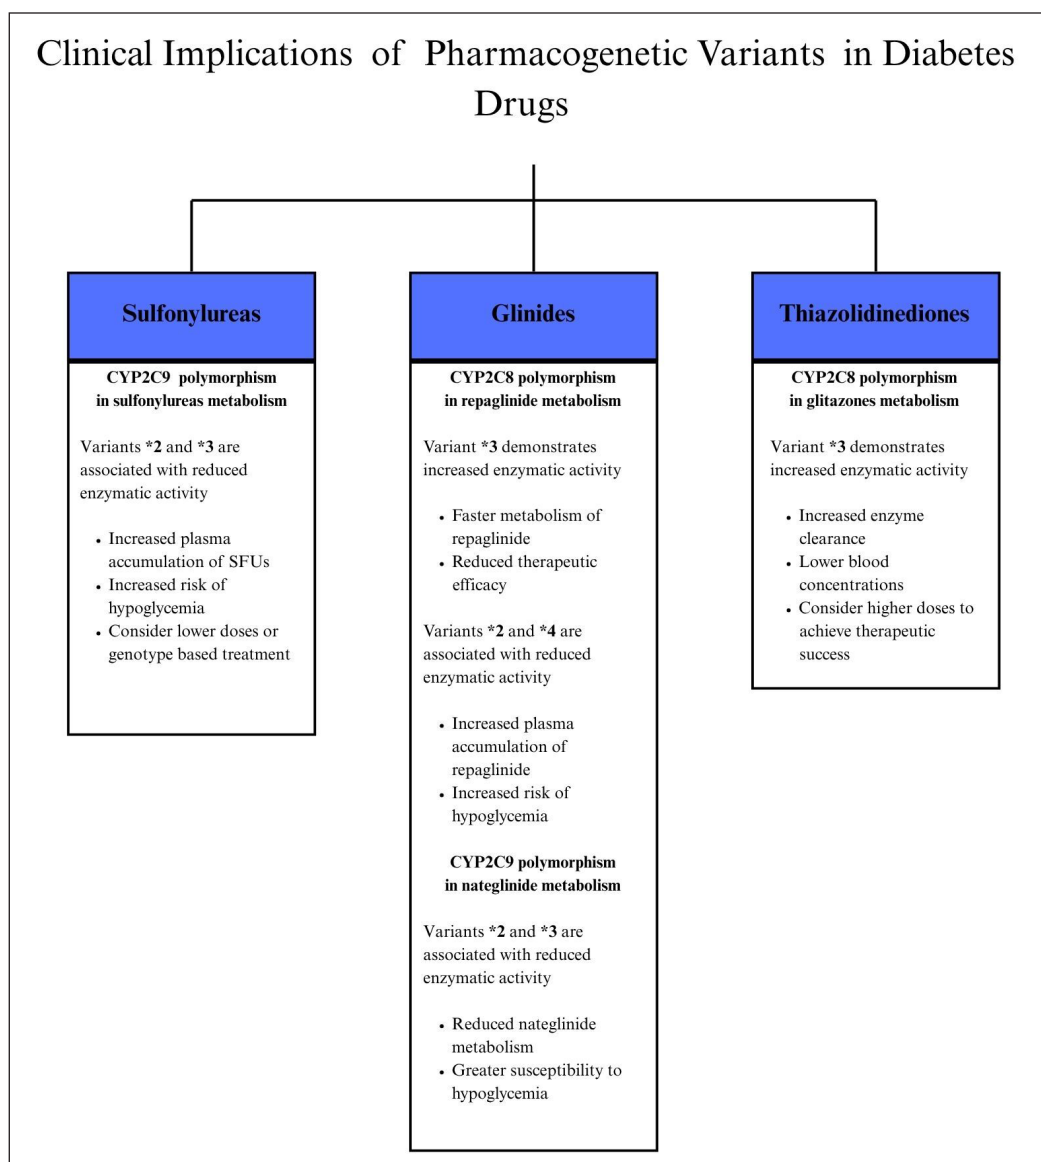 Clinical Implications of Pharmacogenetic Variants in Diabetes
Drugs
Sulfonylureas
CYP2C9 polymorphism
in sulfonylureas metabolism
Variants *2 and *3 are
associated with reduced
enzymatic activity
• Increased plasma
accumulation of SFUs
• Increased risk of
hypoglycemia
• Consider lower doses or
genotype based treatment
Glinides
CYP2C8 polymorphism
in repaglinide metabolism
Variant *3 demonstrates
increased enzymatic activity
• Faster metabolism of
repaglinide
• Reduced therapeutic
efficacy
Variants *2 and *4 are
associated with reduced
enzymatic activity
• Increased plasma
accumulation of
repaglinide
• Increased risk of
hypoglycemia
CYP2C9 polymorphism
in nateglinide metabolism
Variants *2 and *3 are
associated with reduced
enzymatic activity
• Reduced nateglinide
metabolism
• Greater susceptibility to
hypoglycemia
Thiazolidinediones
CYP2C8 polymorphism
in glitazones metabolism
Variant *3 demonstrates
increased enzymatic activity
• Increased enzyme
clearance
• Lower blood
concentrations
• Consider higher doses to
achieve therapeutic
success